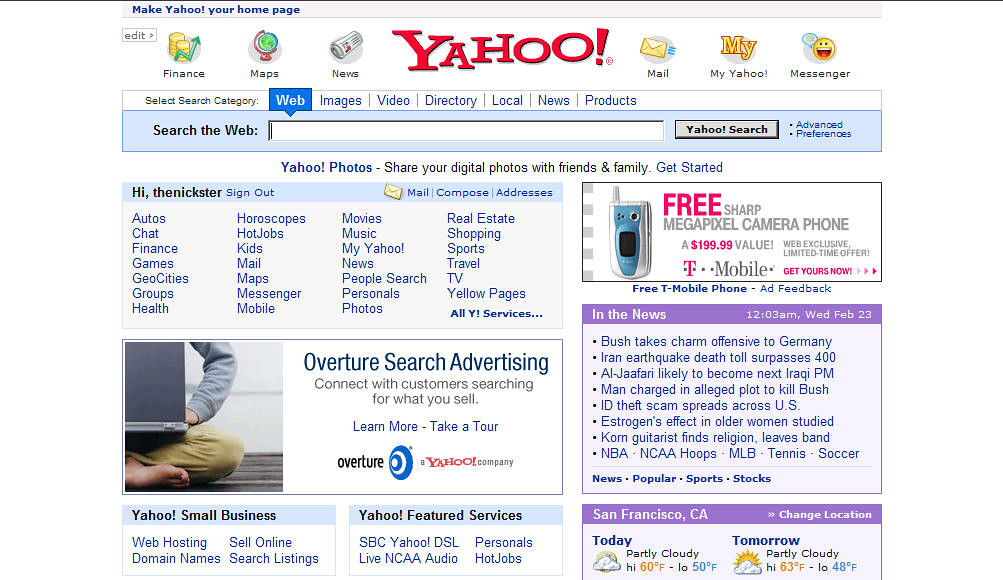 Make Yahoo! your home page
edit >
Finance
Maps
News
YAHOO! ®
Mail
My
My Yahoo!
Messenger
Select Search Category: Web Images Video Directory Local News Products
Search the Web: Yahoo! Search
• Advanced
• Preferences
Yahoo! Photos - Share your digital photos with friends & family. Get Started
Hi, thenickster Sign Out Mail | Compose | Addresses
Autos Horoscopes Movies Real Estate
Chat HotJobs Music Shopping
Finance Kids My Yahoo! Sports
Games Mail News Travel
GeoCities Maps People Search TV
Groups Messenger Personals Yellow Pages
Health Mobile Photos All Y! Services...
FREE SHARP
MEGAPIXEL CAMERA PHONE
A $199.99 VALUE! WEB EXCLUSIVE,
LIMITED-TIME OFFER!
T··Mobile· GET YOURS NOW!
Free T-Mobile Phone - Ad Feedback
In the News 12:03am, Wed Feb 23
• Bush takes charm offensive to Germany
• Iran earthquake death toll surpasses 400
• Al-Jaafari likely to become next Iraqi PM
• Man charged in alleged plot to kill Bush
• ID theft scam spreads across U.S.
• Estrogen's effect in older women studied
• Korn guitarist finds religion, leaves band
• NBA · NCAA Hoops · MLB · Tennis · Soccer
News · Popular · Sports · Stocks
Overture Search Advertising
Connect with customers searching
for what you sell.
Learn More - Take a Tour
overture a YAHOO! company
Yahoo! Small Business
Web Hosting Sell Online
Domain Names Search Listings
Yahoo! Featured Services
SBC Yahoo! DSL Personals
Live NCAA Audio HotJobs
San Francisco, CA » Change Location
Today
Partly Cloudy
hi 60°F - lo 50°F
Tomorrow
Partly Cloudy
hi 63°F - lo 48°F